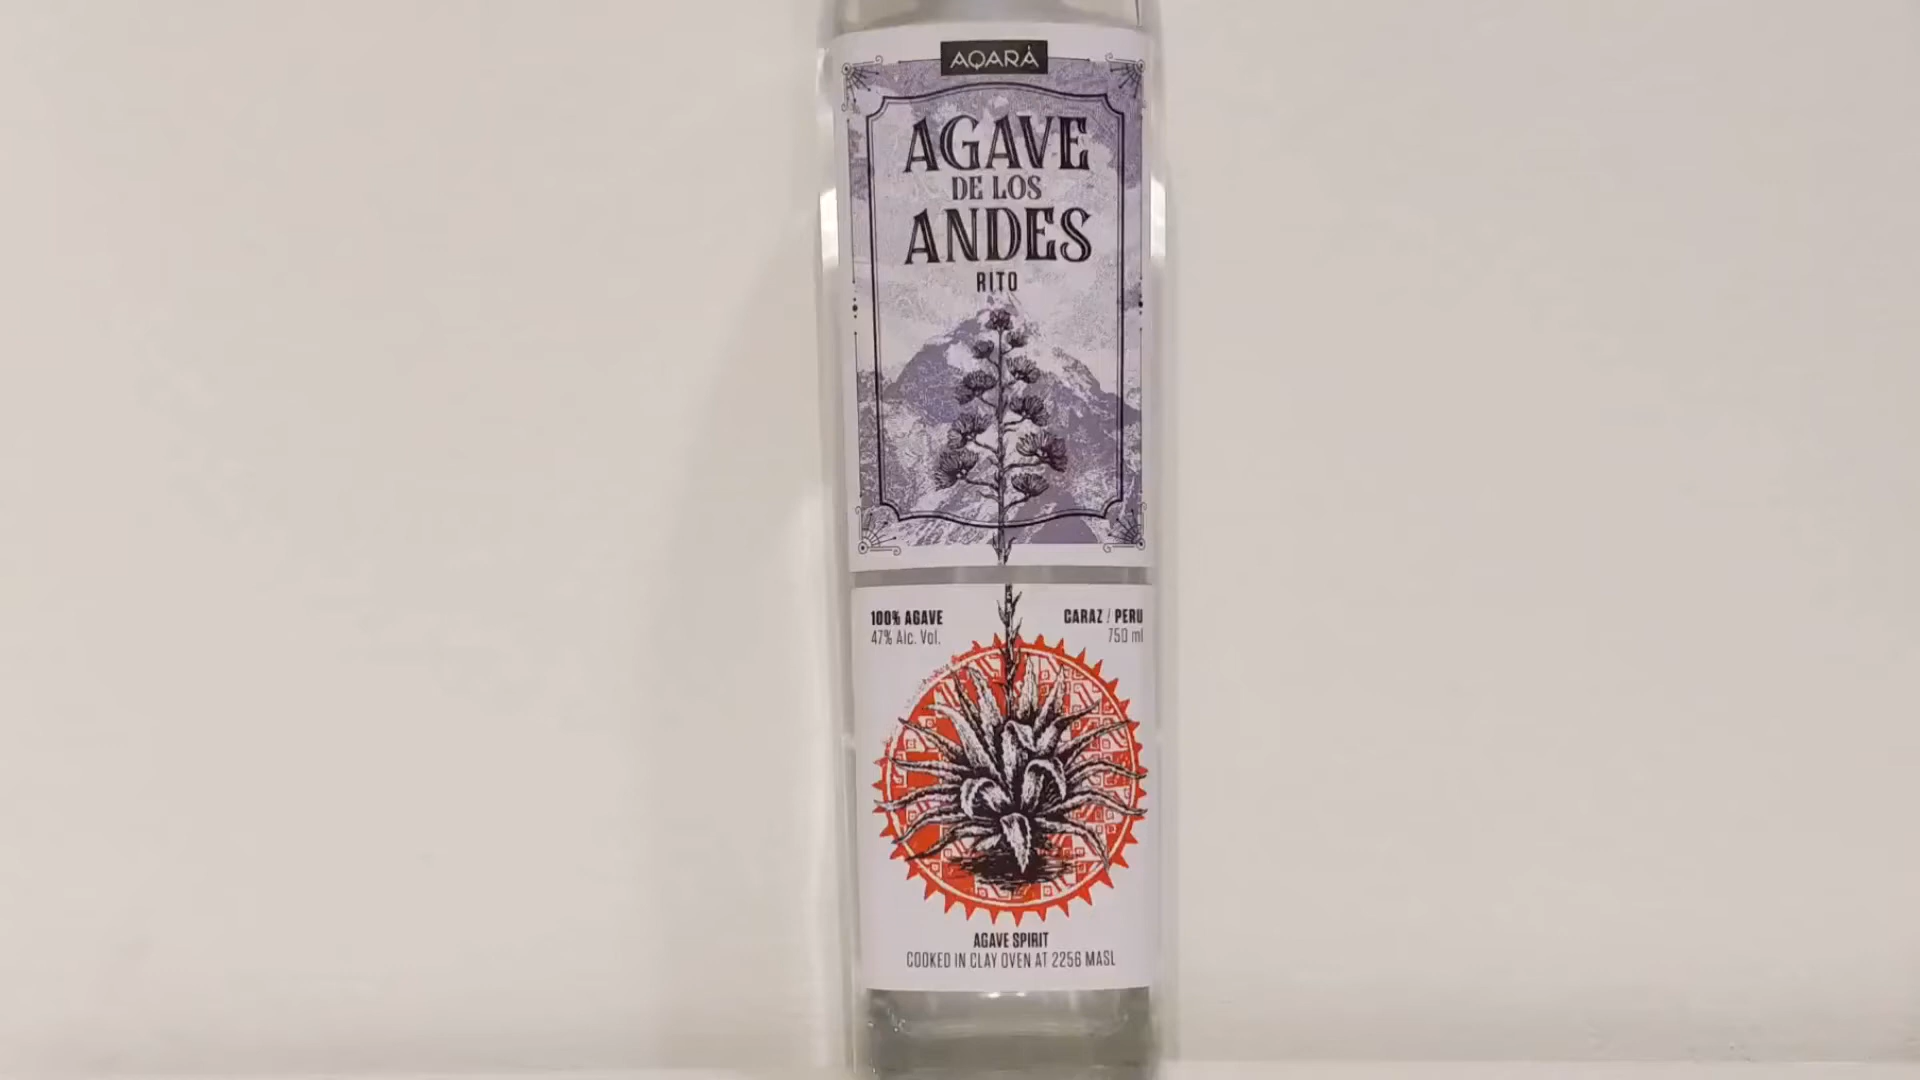 AQARÁ
AGAVE
DE LOS
ANDES
RITO
100% AGAVE
47% Alc. Vol.
CARAZ / PERU
750 ml
AGAVE SPIRIT
COOKED IN CLAY OVEN AT 2256 MASL